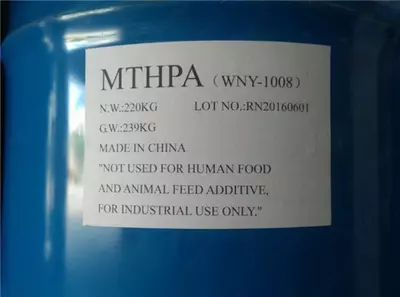 MTHPA (WNY-1008)
N.W.:220KG LOT NO.:RN20160601
G.W.:239KG
MADE IN CHINA
"NOT USED FOR HUMAN FOOD
AND ANIMAL FEED ADDITIVE,
FOR INDUSTRIAL USE ONLY."